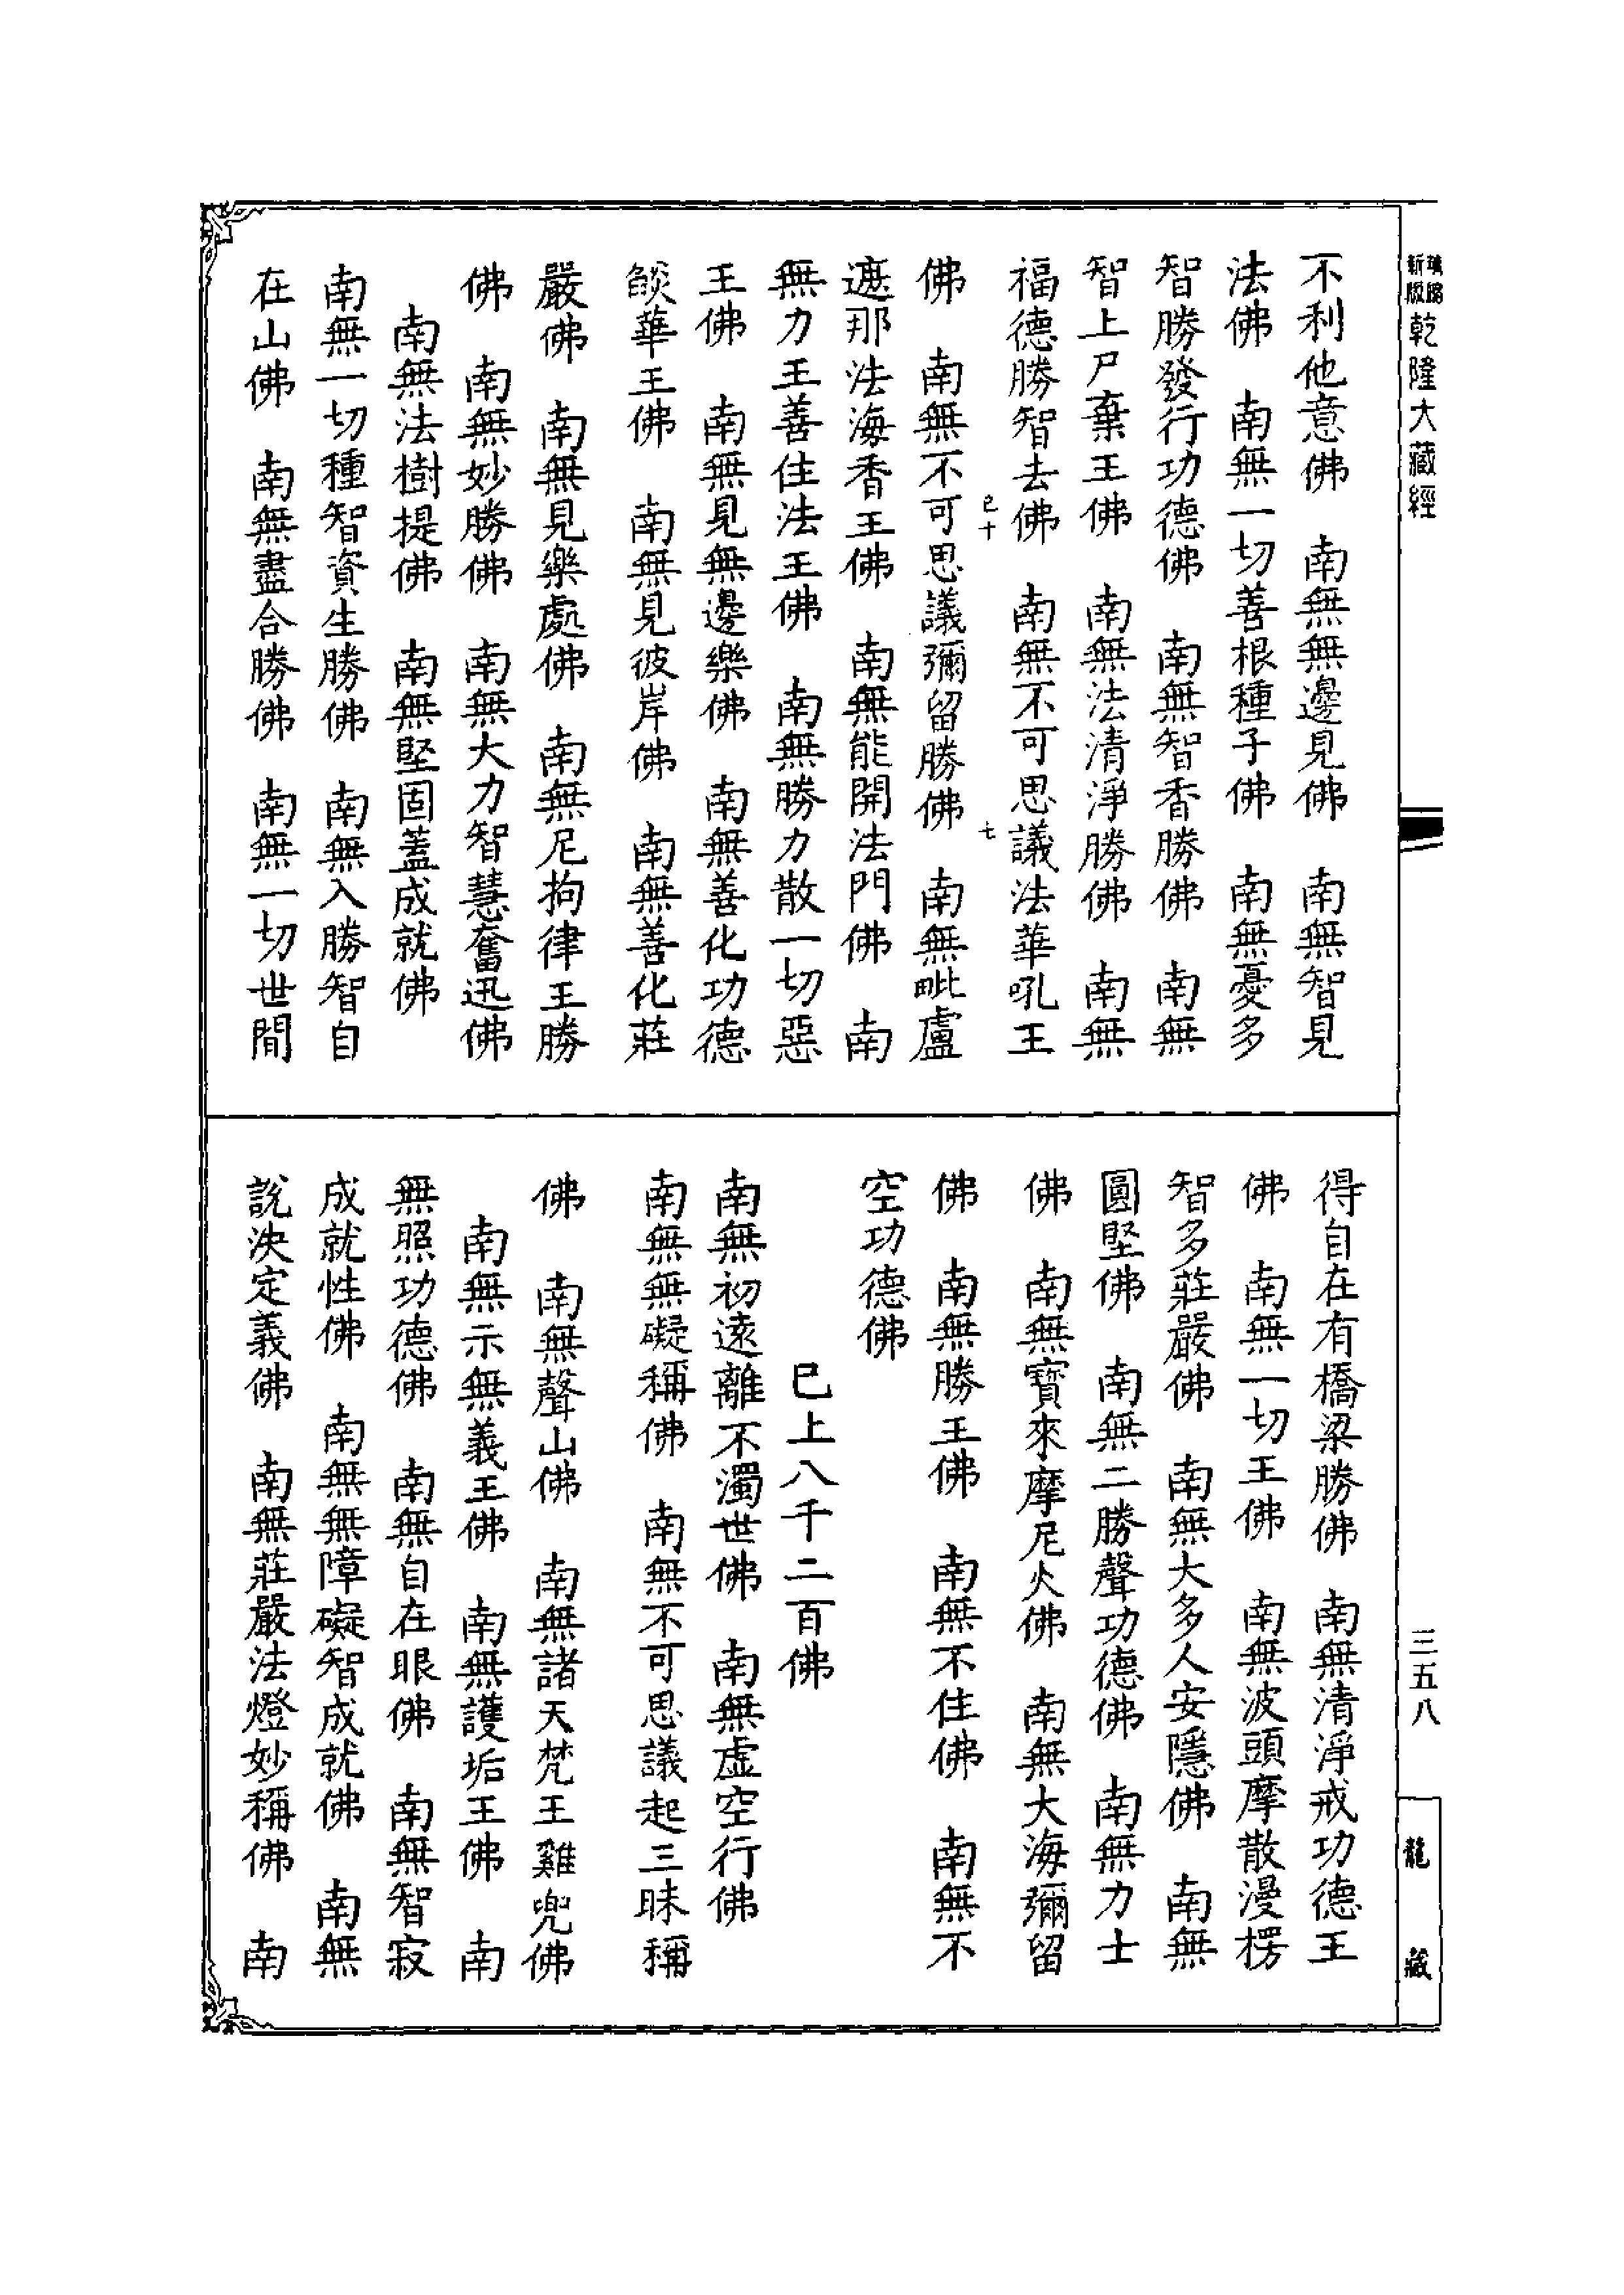 乾隆大藏經
不利他意佛　南無無邊見佛　南無智見
法佛　南無一切善根種子佛　南無憂多
智勝發行功德佛　南無智香勝佛　南無
智上尸棄王佛　南無法清淨勝佛　南無
福德勝智去佛　南無不可思議法華吼王
佛　南無不可思議彌留勝佛　南無毗盧
遮那法海香王佛　南無能開法門佛　南
無力王善住法王佛　南無勝力散一切惡
王佛　南無見無邊樂佛　南無善化功德
燄華王佛　南無見彼岸佛　南無善化莊
嚴佛　南無見樂處佛　南無尼拘律王勝
佛　南無妙勝佛　南無大力智慧奮迅佛
南無法樹提佛　南無堅固蓋成就佛
南無一切種智資生勝佛　南無入勝智自
在山佛　南無盡合勝佛　南無一切世間
得自在有橋梁勝佛　南無清淨戒功德王
佛　南無一切王佛　南無波頭摩散漫楞
智多莊嚴佛　南無大多人安隱佛　南無
圓堅佛　南無二勝聲功德佛　南無力士
佛　南無寶來摩尼火佛　南無大海彌留
佛　南無勝王佛　南無不住佛　南無不
空功德佛
已上八千二百佛
南無初遠離不濁世佛　南無虛空行佛
南無無礙稱佛　南無不可思議起三昧稱
佛　南無聲山佛　南無諸天梵王雞兜佛
南無示無義王佛　南無護垢王佛　南
無照功德佛　南無自在眼佛　南無智寂
成就性佛　南無無障礙智成就佛　南無
說決定義佛　南無莊嚴法燈妙稱佛　南
三五八
龍藏